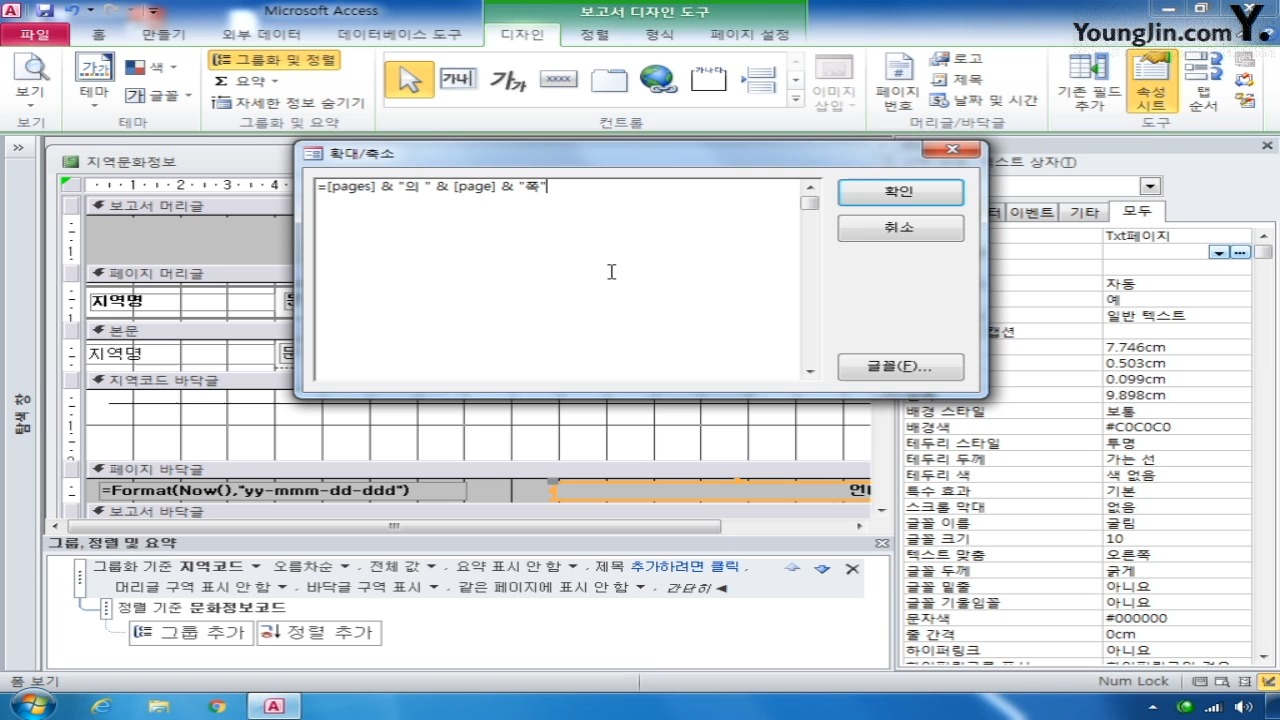 Microsoft Access
보고서 디자인 도구
YoungJin.com Y.
파일 홈 만들기 외부 데이터 데이터베이스 도구 디자인 정렬 형식 페이지 설정
보기 테마 색 글꼴
그룹화 및 정렬
Σ 요약
자세한 정보 숨기기
가나 가가 xxxx 가나다
이미지 삽입
페이지 번호 로고 제목 날짜 및 시간
기존 필드 추가 속성 시트 탭 순서
보기 테마 그룹화 및 요약 컨트롤 머리글/바닥글 도구
지역문화정보
1 2 3 4
보고서 머리글
페이지 머리글
지역명
본문
지역명
지역코드 바닥글
페이지 바닥글
=Format(Now(),"yy-mmm-dd-ddd")
보고서 바닥글
탐색 창
확대/축소
=[pages] & "의 " & [page] & "쪽"
확인
취소
글꼴(F)...
이벤트 기타 모두
Txt페이지
자동
예
일반 텍스트
캡션
7.746cm
0.503cm
0.099cm
9.898cm
배경 스타일 보통
배경색 #C0C0C0
테두리 스타일 투명
테두리 두께 가는 선
테두리 색 색 없음
특수 효과 기본
스크롤 막대 없음
글꼴 이름 굴림
글꼴 크기 10
텍스트 맞춤 오른쪽
글꼴 두께 굵게
글꼴 밑줄 아니요
글꼴 기울임꼴 아니요
문자색 #000000
줄 간격 0cm
하이퍼링크 아니요
그룹, 정렬 및 요약
그룹화 기준 지역코드 , 오름차순 , 전체 값 , 요약 표시 안 함 , 제목 추가하려면 클릭 ,
머리글 구역 표시 안 함 , 바닥글 구역 표시 , 같은 페이지에 표시 안 함 , 간단히
정렬 기준 문화정보코드
그룹 추가 정렬 추가
폼 보기
Num Lock